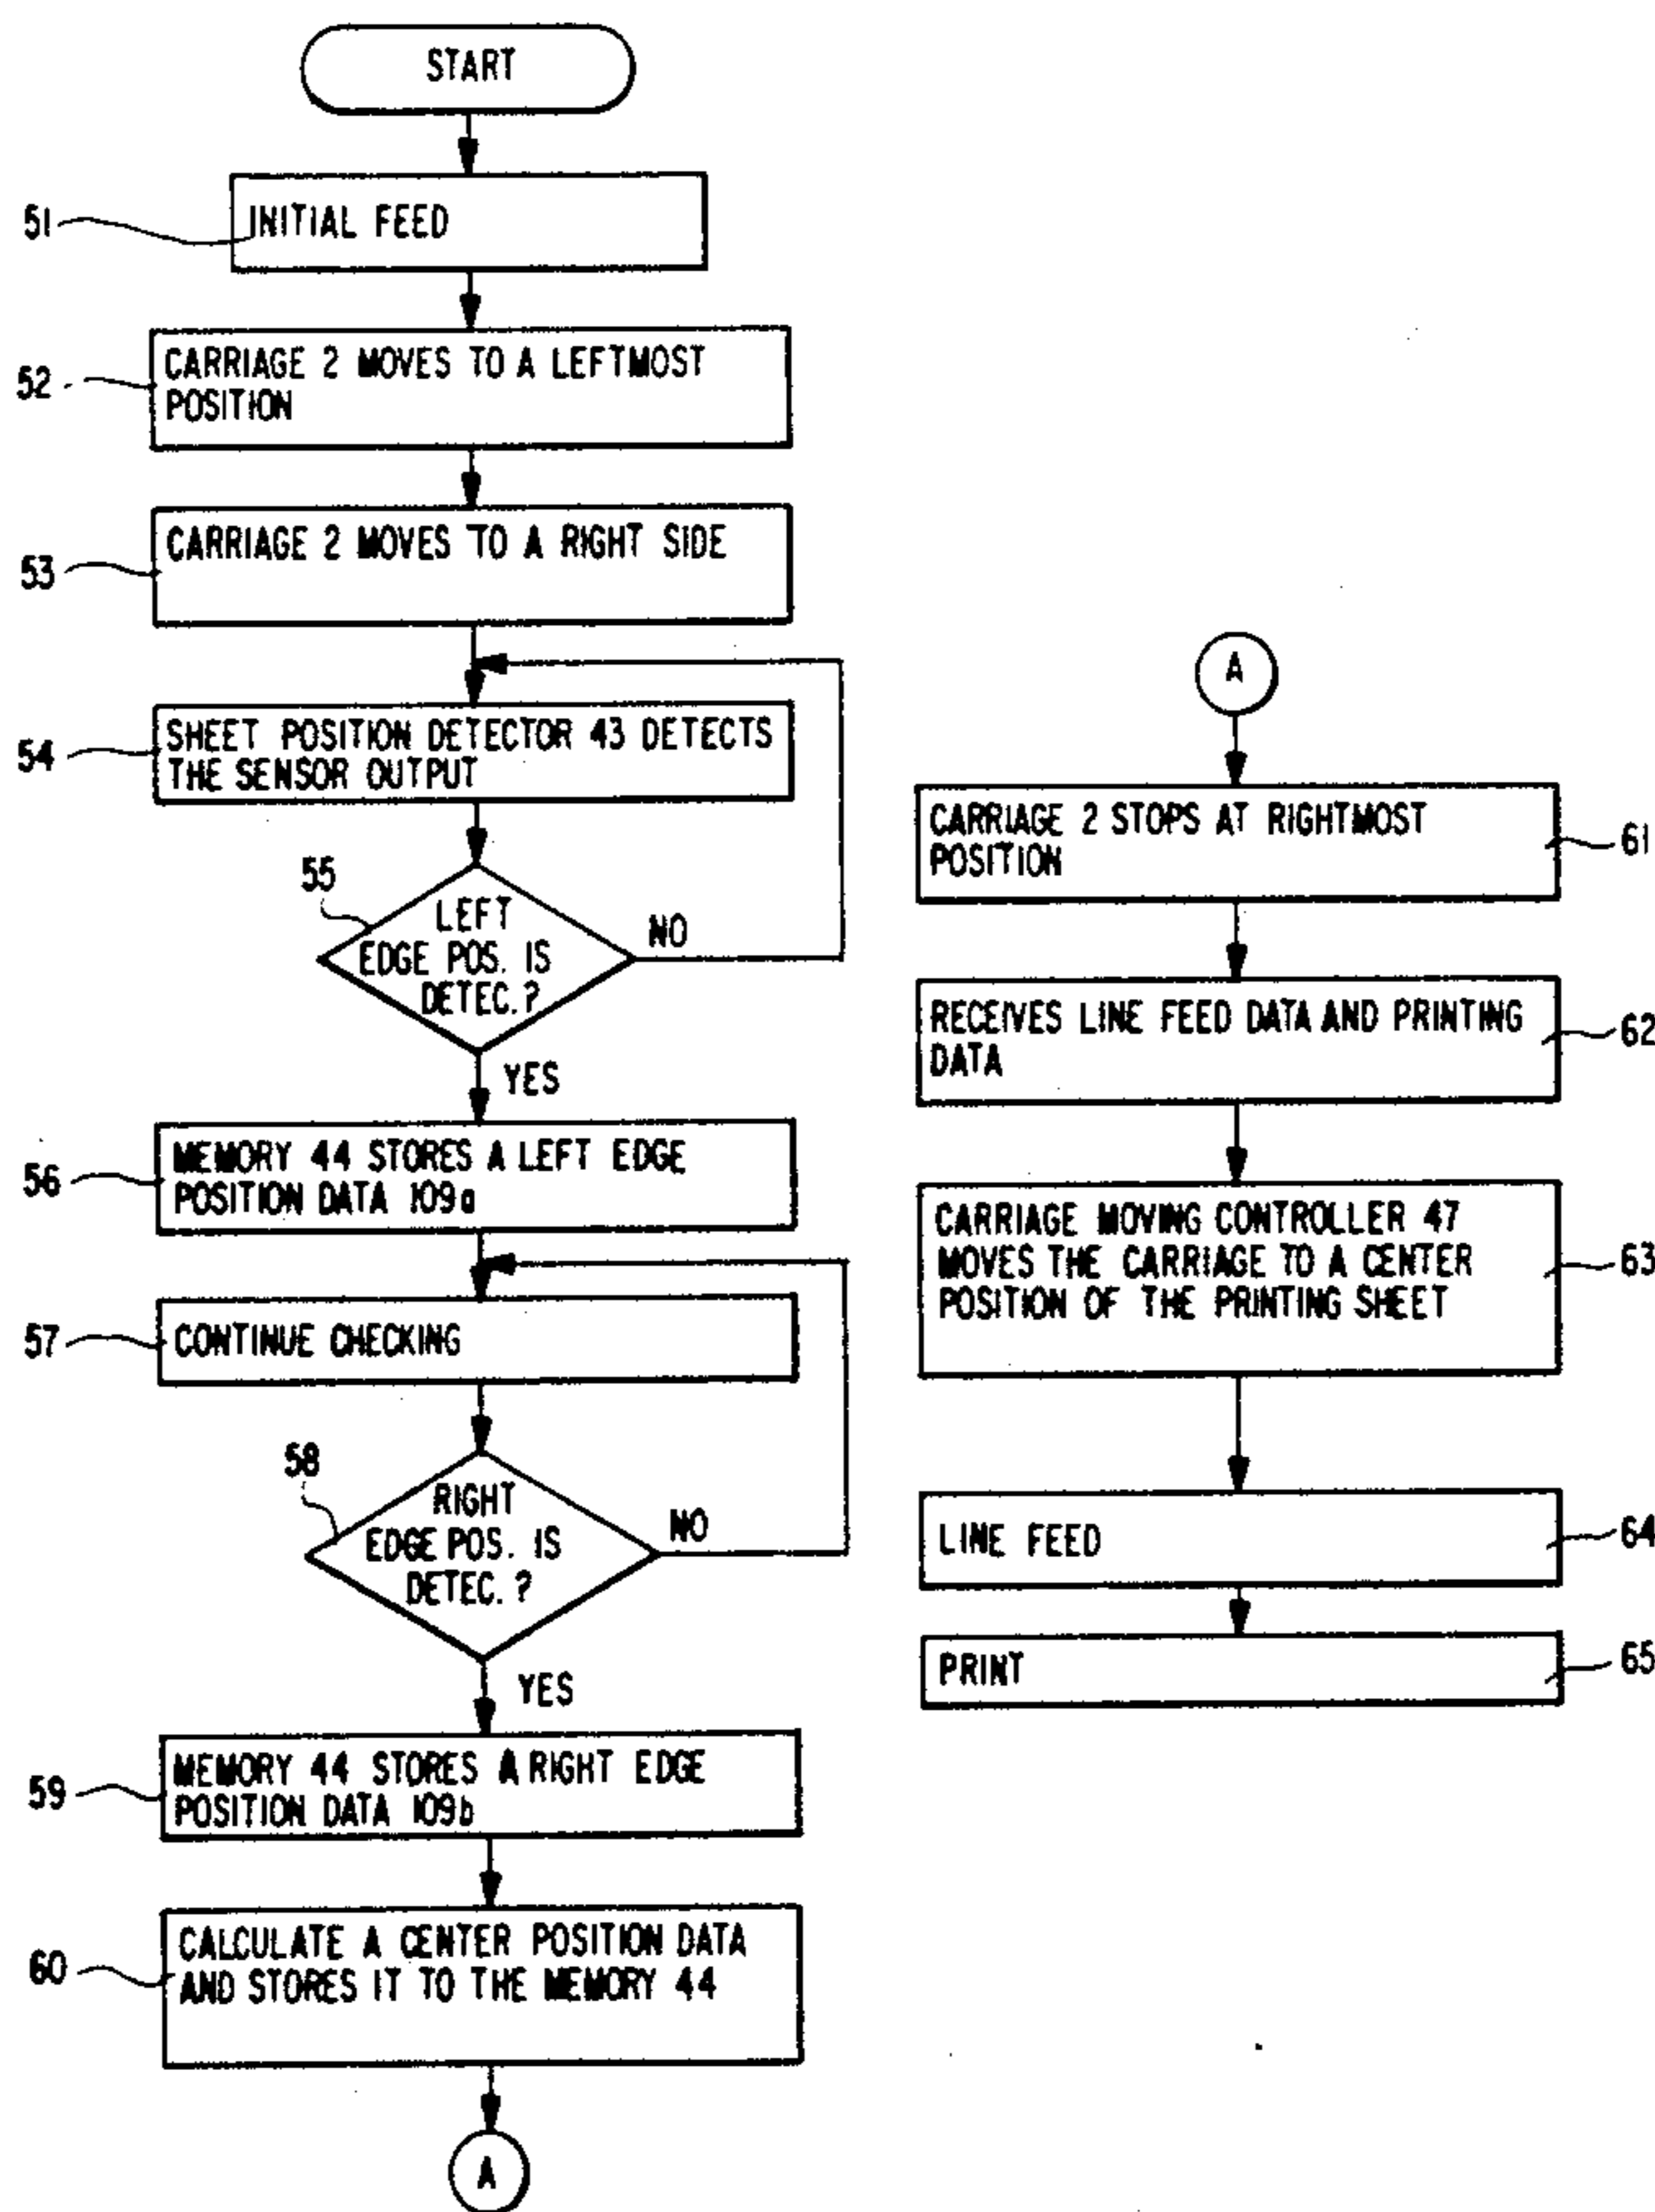 START
51
INITIAL FEED
52
CARRIAGE 2 MOVES TO A LEFTMOST
POSITION
53
CARRIAGE 2 MOVES TO A RIGHT SIDE
54
SHEET POSITION DETECTOR 43 DETECTS
THE SENSOR OUTPUT
55
LEFT
EDGE POS. IS
DETEC.?
NO
YES
56
MEMORY 44 STORES A LEFT EDGE
POSITION DATA 109a
57
CONTINUE CHECKING
58
RIGHT
EDGE POS. IS
DETEC.?
NO
YES
59
MEMORY 44 STORES A RIGHT EDGE
POSITION DATA 109b
60
CALCULATE A CENTER POSITION DATA
AND STORES IT TO THE MEMORY 44
A
A
CARRIAGE 2 STOPS AT RIGHTMOST
POSITION
61
RECEIVES LINE FEED DATA AND PRINTING
DATA
62
CARRIAGE MOVING CONTROLLER 47
MOVES THE CARRIAGE TO A CENTER
POSITION OF THE PRINTING SHEET
63
LINE FEED
64
PRINT
65